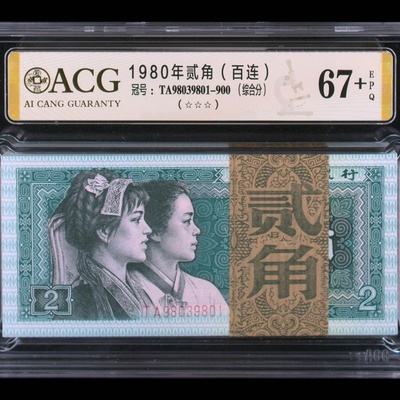 ACG
AI CANG GUARANTY
1980年贰角（百连）
冠号：TA98039801-900（综合分）
（☆☆☆）
67+
EPQ
行
贰角
2
TA98039801
2